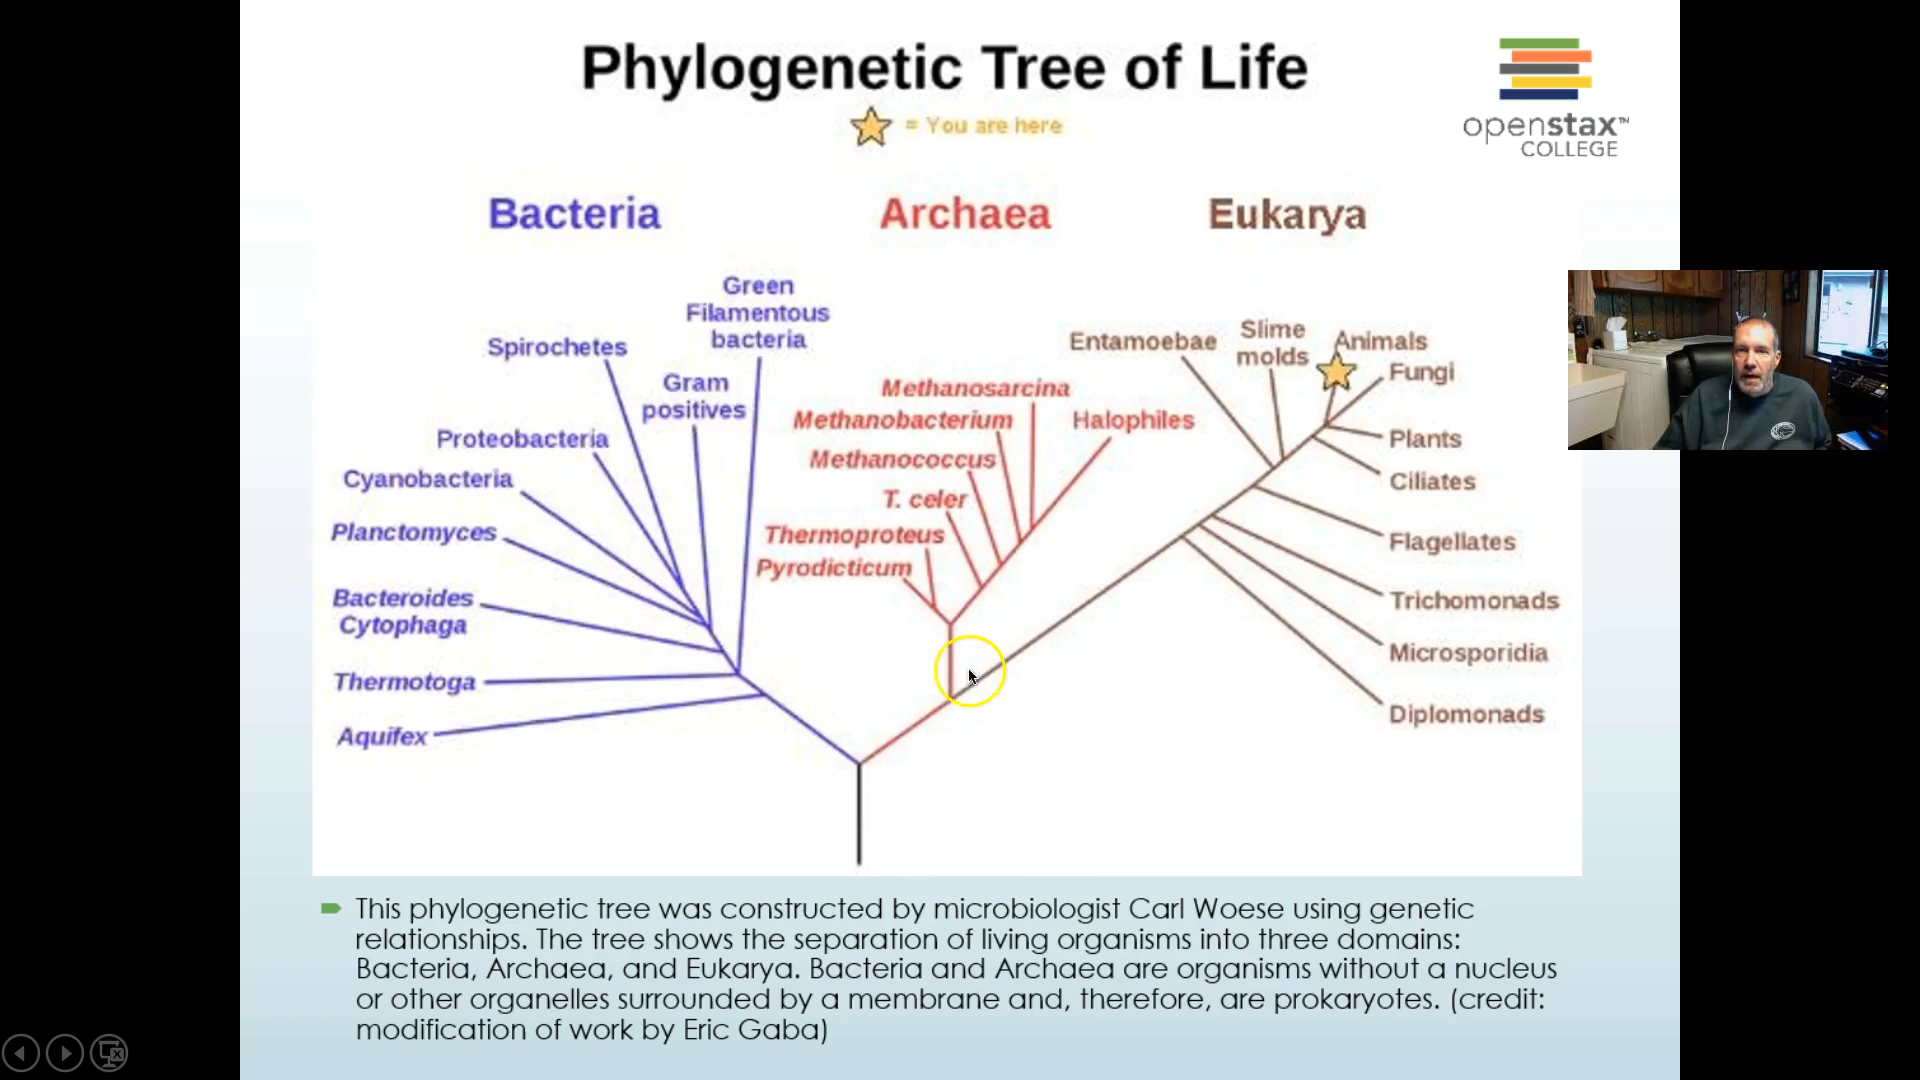 Phylogenetic Tree of Life
= You are here
openstax™
COLLEGE
Bacteria
Archaea
Eukarya
Green
Filamentous
bacteria
Spirochetes
Gram
positives
Proteobacteria
Cyanobacteria
Planctomyces
Bacteroides
Cytophaga
Thermotoga
Aquifex
Methanosarcina
Methanobacterium
Halophiles
Methanococcus
T. celer
Thermoproteus
Pyrodicticum
Entamoebae
Slime
molds
Animals
Fungi
Plants
Ciliates
Flagellates
Trichomonads
Microsporidia
Diplomonads
This phylogenetic tree was constructed by microbiologist Carl Woese using genetic
relationships. The tree shows the separation of living organisms into three domains:
Bacteria, Archaea, and Eukarya. Bacteria and Archaea are organisms without a nucleus
or other organelles surrounded by a membrane and, therefore, are prokaryotes. (credit:
modification of work by Eric Gaba)